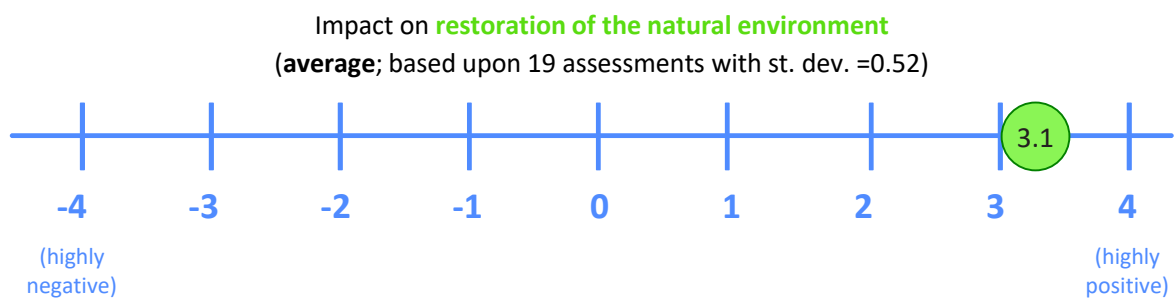 Impact on restoration of the natural environment
(average; based upon 19 assessments with st. dev. =0.52)
3.1
-4 -3 -2 -1 0 1 2 3 4
(highly (highly
negative) positive)